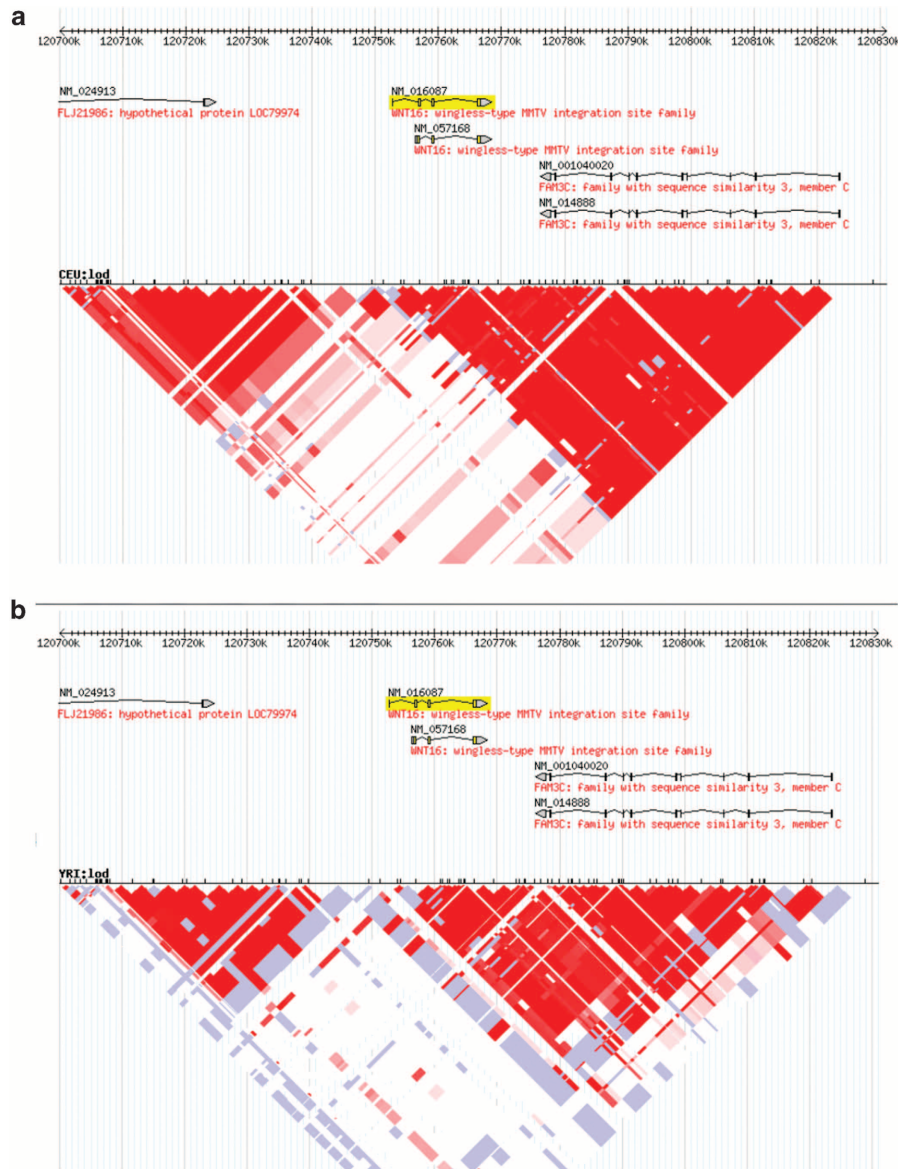 a
120700k 120710k 120720k 120730k 120740k 120750k 120760k 120770k 120780k 120790k 120800k 120810k 120820k 120830k
NM_024913
FLJ21986: hypothetical protein LOC79974
NM_016087
WNT16: wingless-type MMTV integration site family
NM_057168
WNT16: wingless-type MMTV integration site family
NM_001040020
FAM3C: family with sequence similarity 3, member C
NM_014888
FAM3C: family with sequence similarity 3, member C
CEU:lod
b
120700k 120710k 120720k 120730k 120740k 120750k 120760k 120770k 120780k 120790k 120800k 120810k 120820k 120830k
NM_024913
FLJ21986: hypothetical protein LOC79974
NM_016087
WNT16: wingless-type MMTV integration site family
NM_057168
WNT16: wingless-type MMTV integration site family
NM_001040020
FAM3C: family with sequence similarity 3, member C
NM_014888
FAM3C: family with sequence similarity 3, member C
YRI:lod